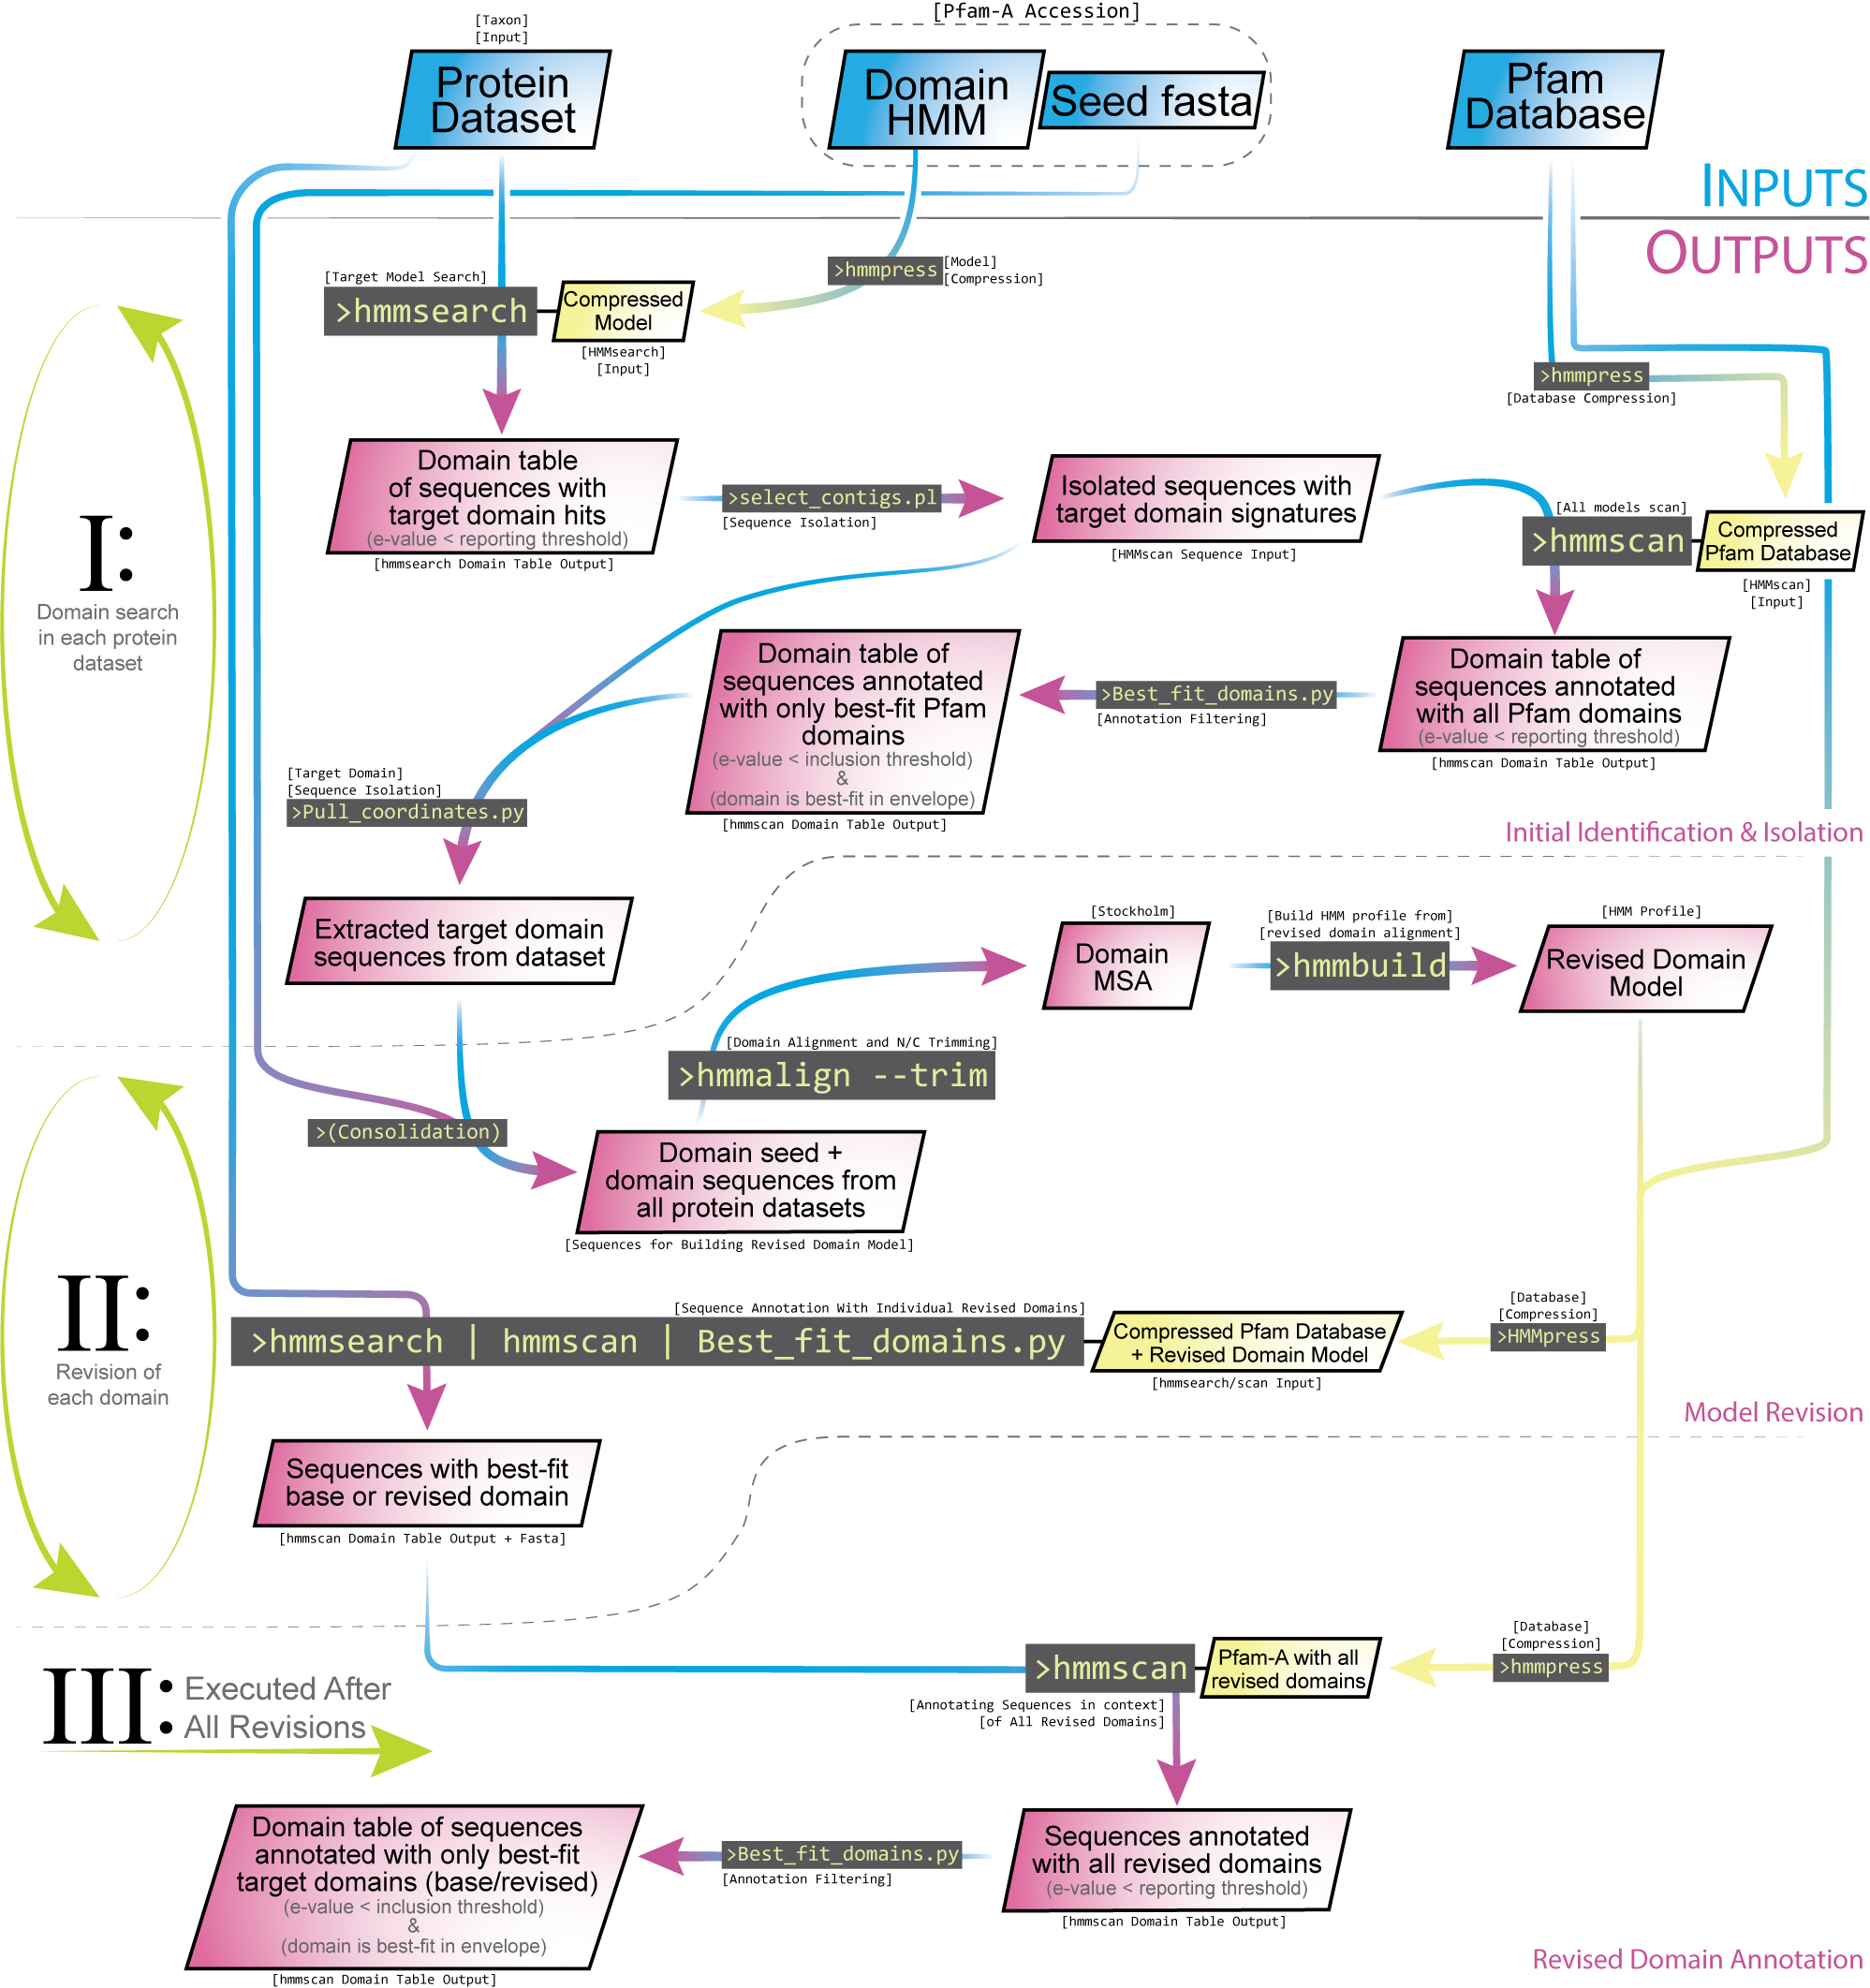 [Taxon]
[Input]
Protein
Dataset
[Pfam-A Accession]
Domain
HMM
Seed fasta
Pfam
Database
INPUTS
OUTPUTS
[Target Model Search]
>hmmsearch
Compressed
Model
[HMMsearch]
[Input]
>hmmpress
[Model]
[Compression]
>hmmpress
[Database Compression]
I:
Domain search
in each protein
dataset
Domain table
of sequences with
target domain hits
(e-value < reporting threshold)
[hmmsearch Domain Table Output]
>select_contigs.pl
[Sequence Isolation]
Isolated sequences with
target domain signatures
[HMMscan Sequence Input]
[All models scan]
>hmmscan
Compressed
Pfam Database
[HMMscan]
[Input]
Domain table of
sequences annotated
with all Pfam domains
(e-value < reporting threshold)
[hmmscan Domain Table Output]
>Best_fit_domains.py
[Annotation Filtering]
Domain table of
sequences annotated
with only best-fit Pfam
domains
(e-value < inclusion threshold)
&
(domain is best-fit in envelope)
[hmmscan Domain Table Output]
[Target Domain]
[Sequence Isolation]
>Pull_coordinates.py
Initial Identification & Isolation
Extracted target domain
sequences from dataset
[Stockholm]
Domain
MSA
[Build HMM profile from]
[revised domain alignment]
>hmmbuild
[HMM Profile]
Revised Domain
Model
[Domain Alignment and N/C Trimming]
>hmmalign --trim
>(Consolidation)
Domain seed +
domain sequences from
all protein datasets
[Sequences for Building Revised Domain Model]
II:
Revision of
each domain
[Sequence Annotation With Individual Revised Domains]
>hmmsearch | hmmscan | Best_fit_domains.py
Compressed Pfam Database
+ Revised Domain Model
[hmmsearch/scan Input]
[Database]
[Compression]
>HMMpress
Model Revision
Sequences with best-fit
base or revised domain
[hmmscan Domain Table Output + Fasta]
III:
Executed After
All Revisions
>hmmscan
[Annotating Sequences in context]
[of All Revised Domains]
Pfam-A with all
revised domains
[Database]
[Compression]
>hmmpress
Sequences annotated
with all revised domains
(e-value < reporting threshold)
[hmmscan Domain Table Output]
>Best_fit_domains.py
[Annotation Filtering]
Domain table of sequences
annotated with only best-fit
target domains (base/revised)
(e-value < inclusion threshold)
&
(domain is best-fit in envelope)
[hmmscan Domain Table Output]
Revised Domain Annotation